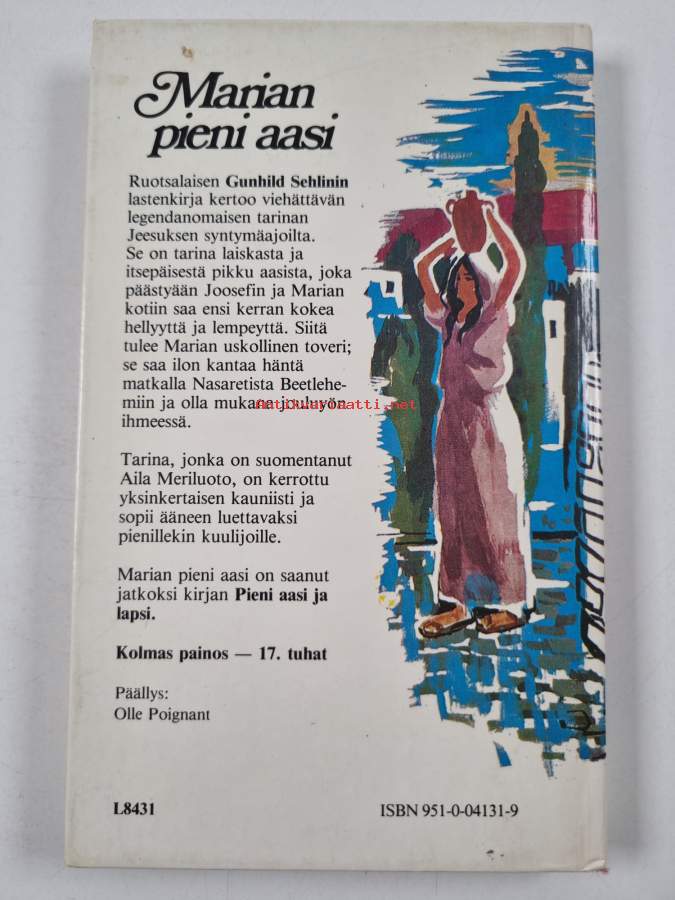 Marian
pieni aasi
Ruotsalaisen Gunhild Sehlinin
lastenkirja kertoo viehättävän
legendanomaisen tarinan
Jeesuksen syntymäajoilta.
Se on tarina laiskasta ja
itsepäisestä pikku aasista, joka
päästyään Joosefin ja Marian
kotiin saa ensi kerran kokea
hellyyttä ja lempeyttä. Siitä
tulee Marian uskollinen toveri;
se saa ilon kantaa häntä
matkalla Nasaretista Beetlehe-
miin ja olla mukana jouluyön
Antikvariaatti.net
ihmeessä.
Tarina, jonka on suomentanut
Aila Meriluoto, on kerrottu
yksinkertaisen kauniisti ja
sopii ääneen luettavaksi
pienillekin kuulijoille.
Marian pieni aasi on saanut
jatkoksi kirjan Pieni aasi ja
lapsi.
Kolmas painos — 17. tuhat
Päällys:
Olle Poignant
L8431
ISBN 951-0-04131-9